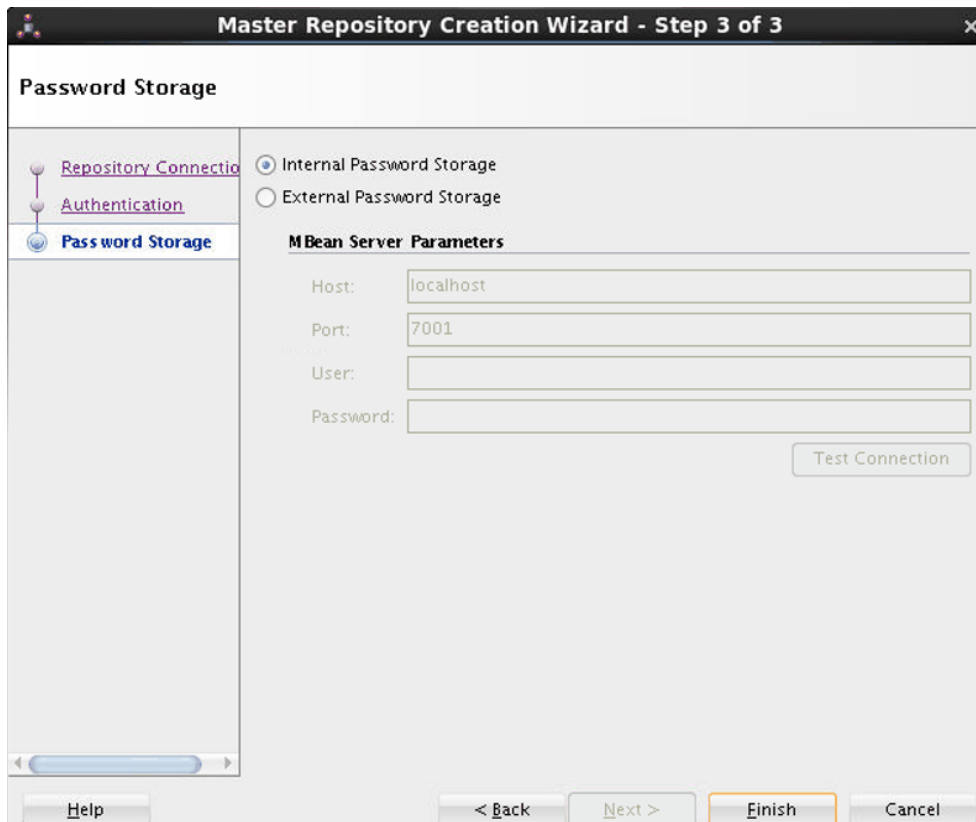 Master Repository Creation Wizard - Step 3 of 3
Password Storage
Repository Connectio
Authentication
Password Storage
Internal Password Storage
External Password Storage
MBean Server Parameters
Host: localhost
Port: 7001
User:
Password:
Test Connection
Help < Back Next > Finish Cancel